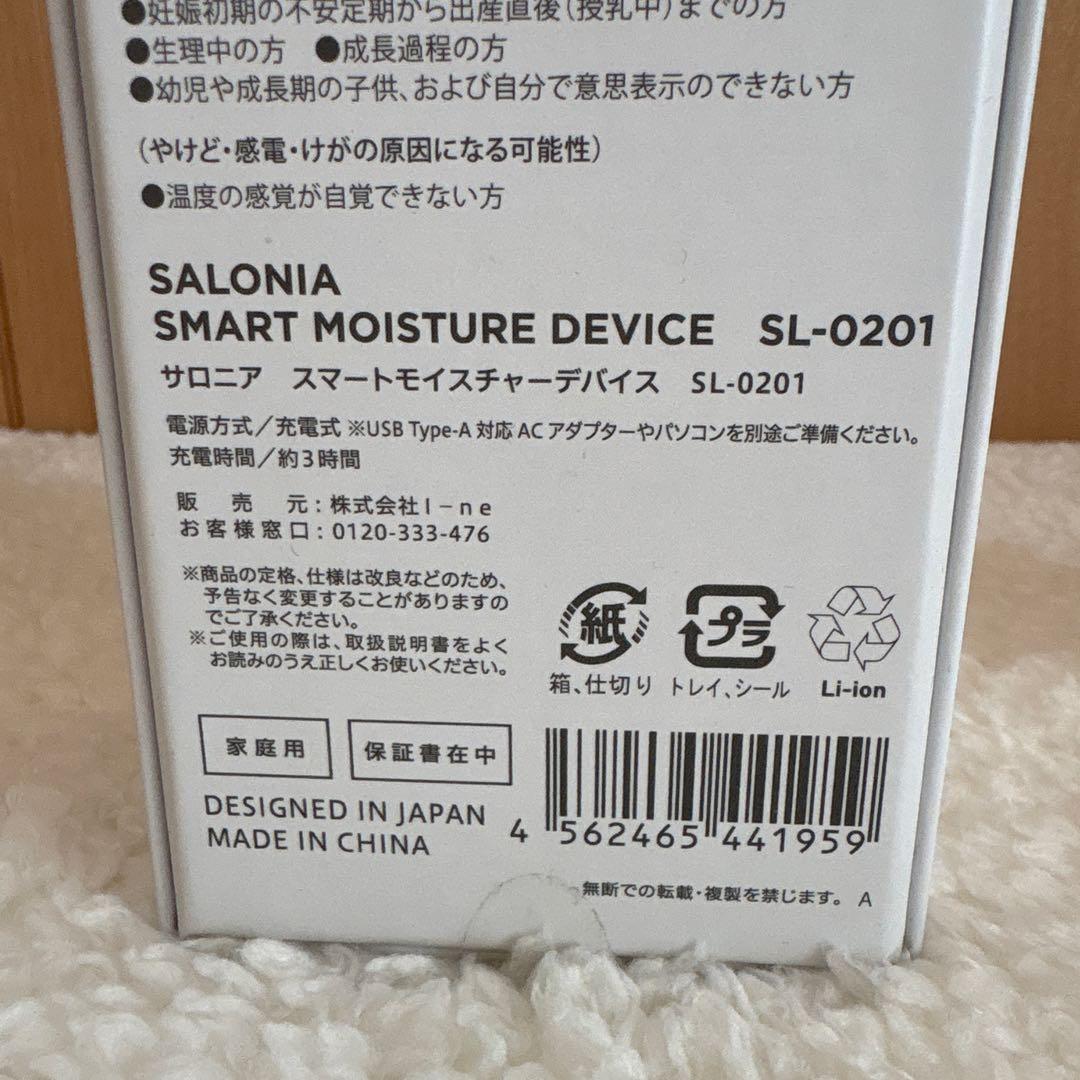 ●妊娠初期の不安定期から出産直後(授乳中)までの方
●生理中の方　●成長過程の方
●幼児や成長期の子供、および自分で意思表示のできない方
(やけど・感電・けがの原因になる可能性)
●温度の感覚が自覚できない方
SALONIA
SMART MOISTURE DEVICE　SL-0201
サロニア　スマートモイスチャーデバイス　SL-0201
電源方式／充電式 ※USB Type-A 対応 AC アダプターやパソコンを別途ご準備ください。
充電時間／約3時間
販　売　元：株式会社I－ne
お客様窓口：0120-333-476
※商品の定格、仕様は改良などのため、
予告なく変更することがありますの
でご了承ください。
※ご使用の際は、取扱説明書をよく
お読みのうえ正しくお使いください。
紙
プラ
箱、仕切り
トレイ、シール
Li-ion
家庭用
保証書在中
DESIGNED IN JAPAN
MADE IN CHINA
4 562465 441959
無断での転載・複製を禁じます。 A